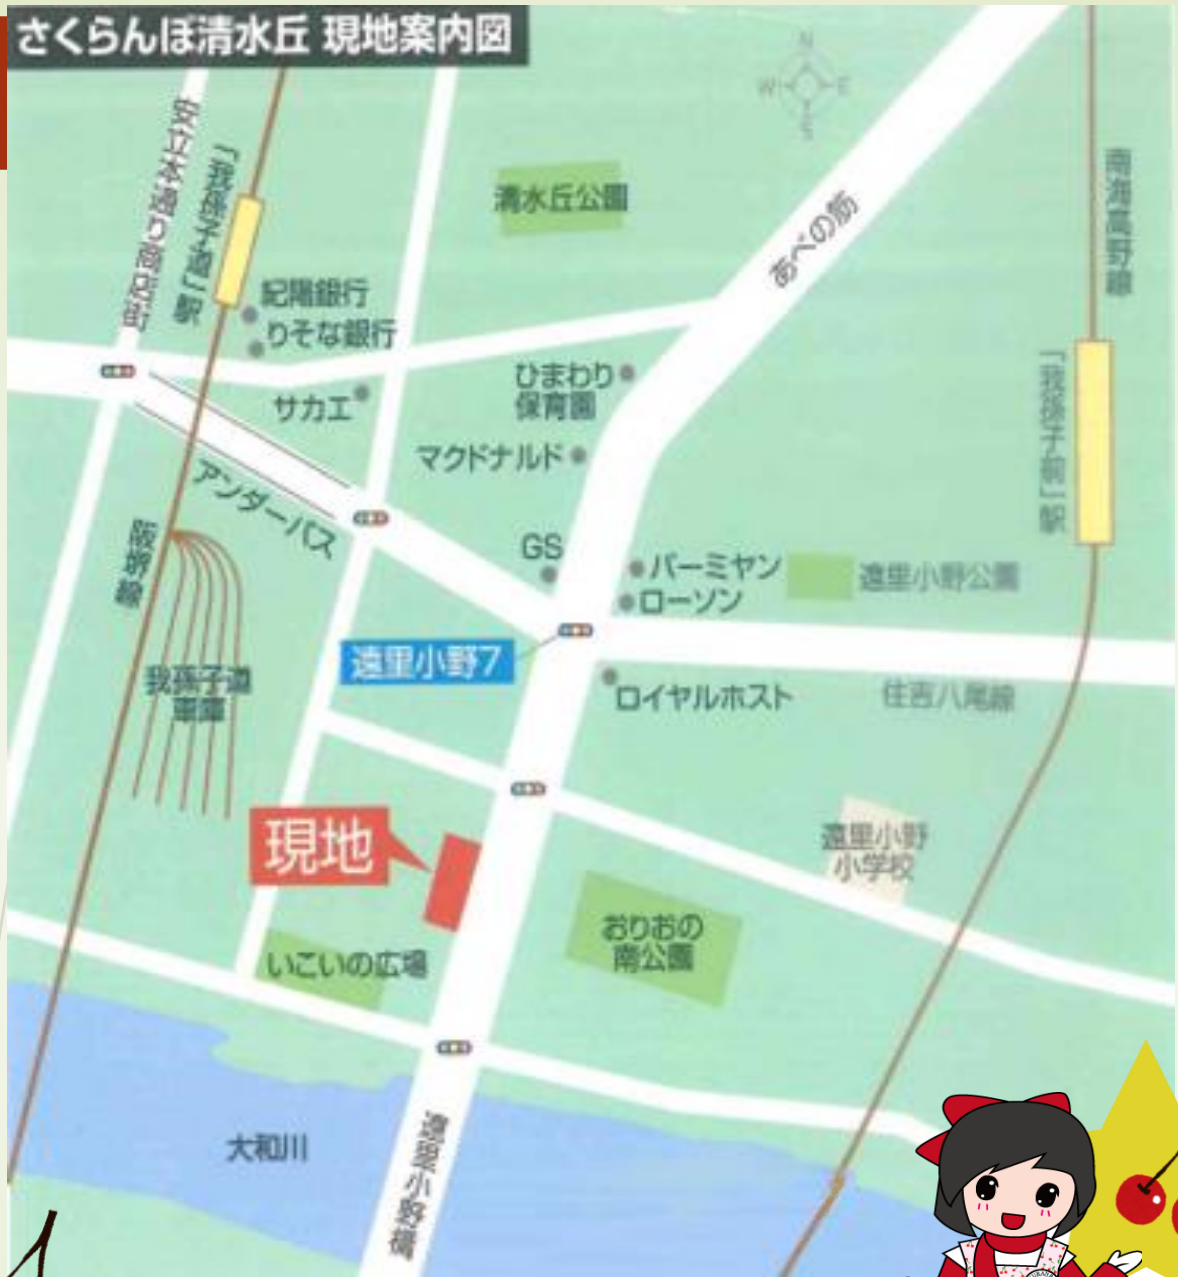 さくらんぼ清水丘 現地案内図
N
W
E
S
安立本通り商店街
「我孫子道」駅
清水丘公園
あべの筋
南海高野線
紀陽銀行
りそな銀行
ひまわり
保育園
サカエ
「我孫子前」駅
マクドナルド
アンダーパス
阪堺線
GS
バーミヤン
ローソン
遠里小野公園
遠里小野7
我孫子道
車庫
ロイヤルホスト
住吉八尾線
現地
遠里小野
小学校
おりおの
南公園
いこいの広場
大和川
遠里小野橋